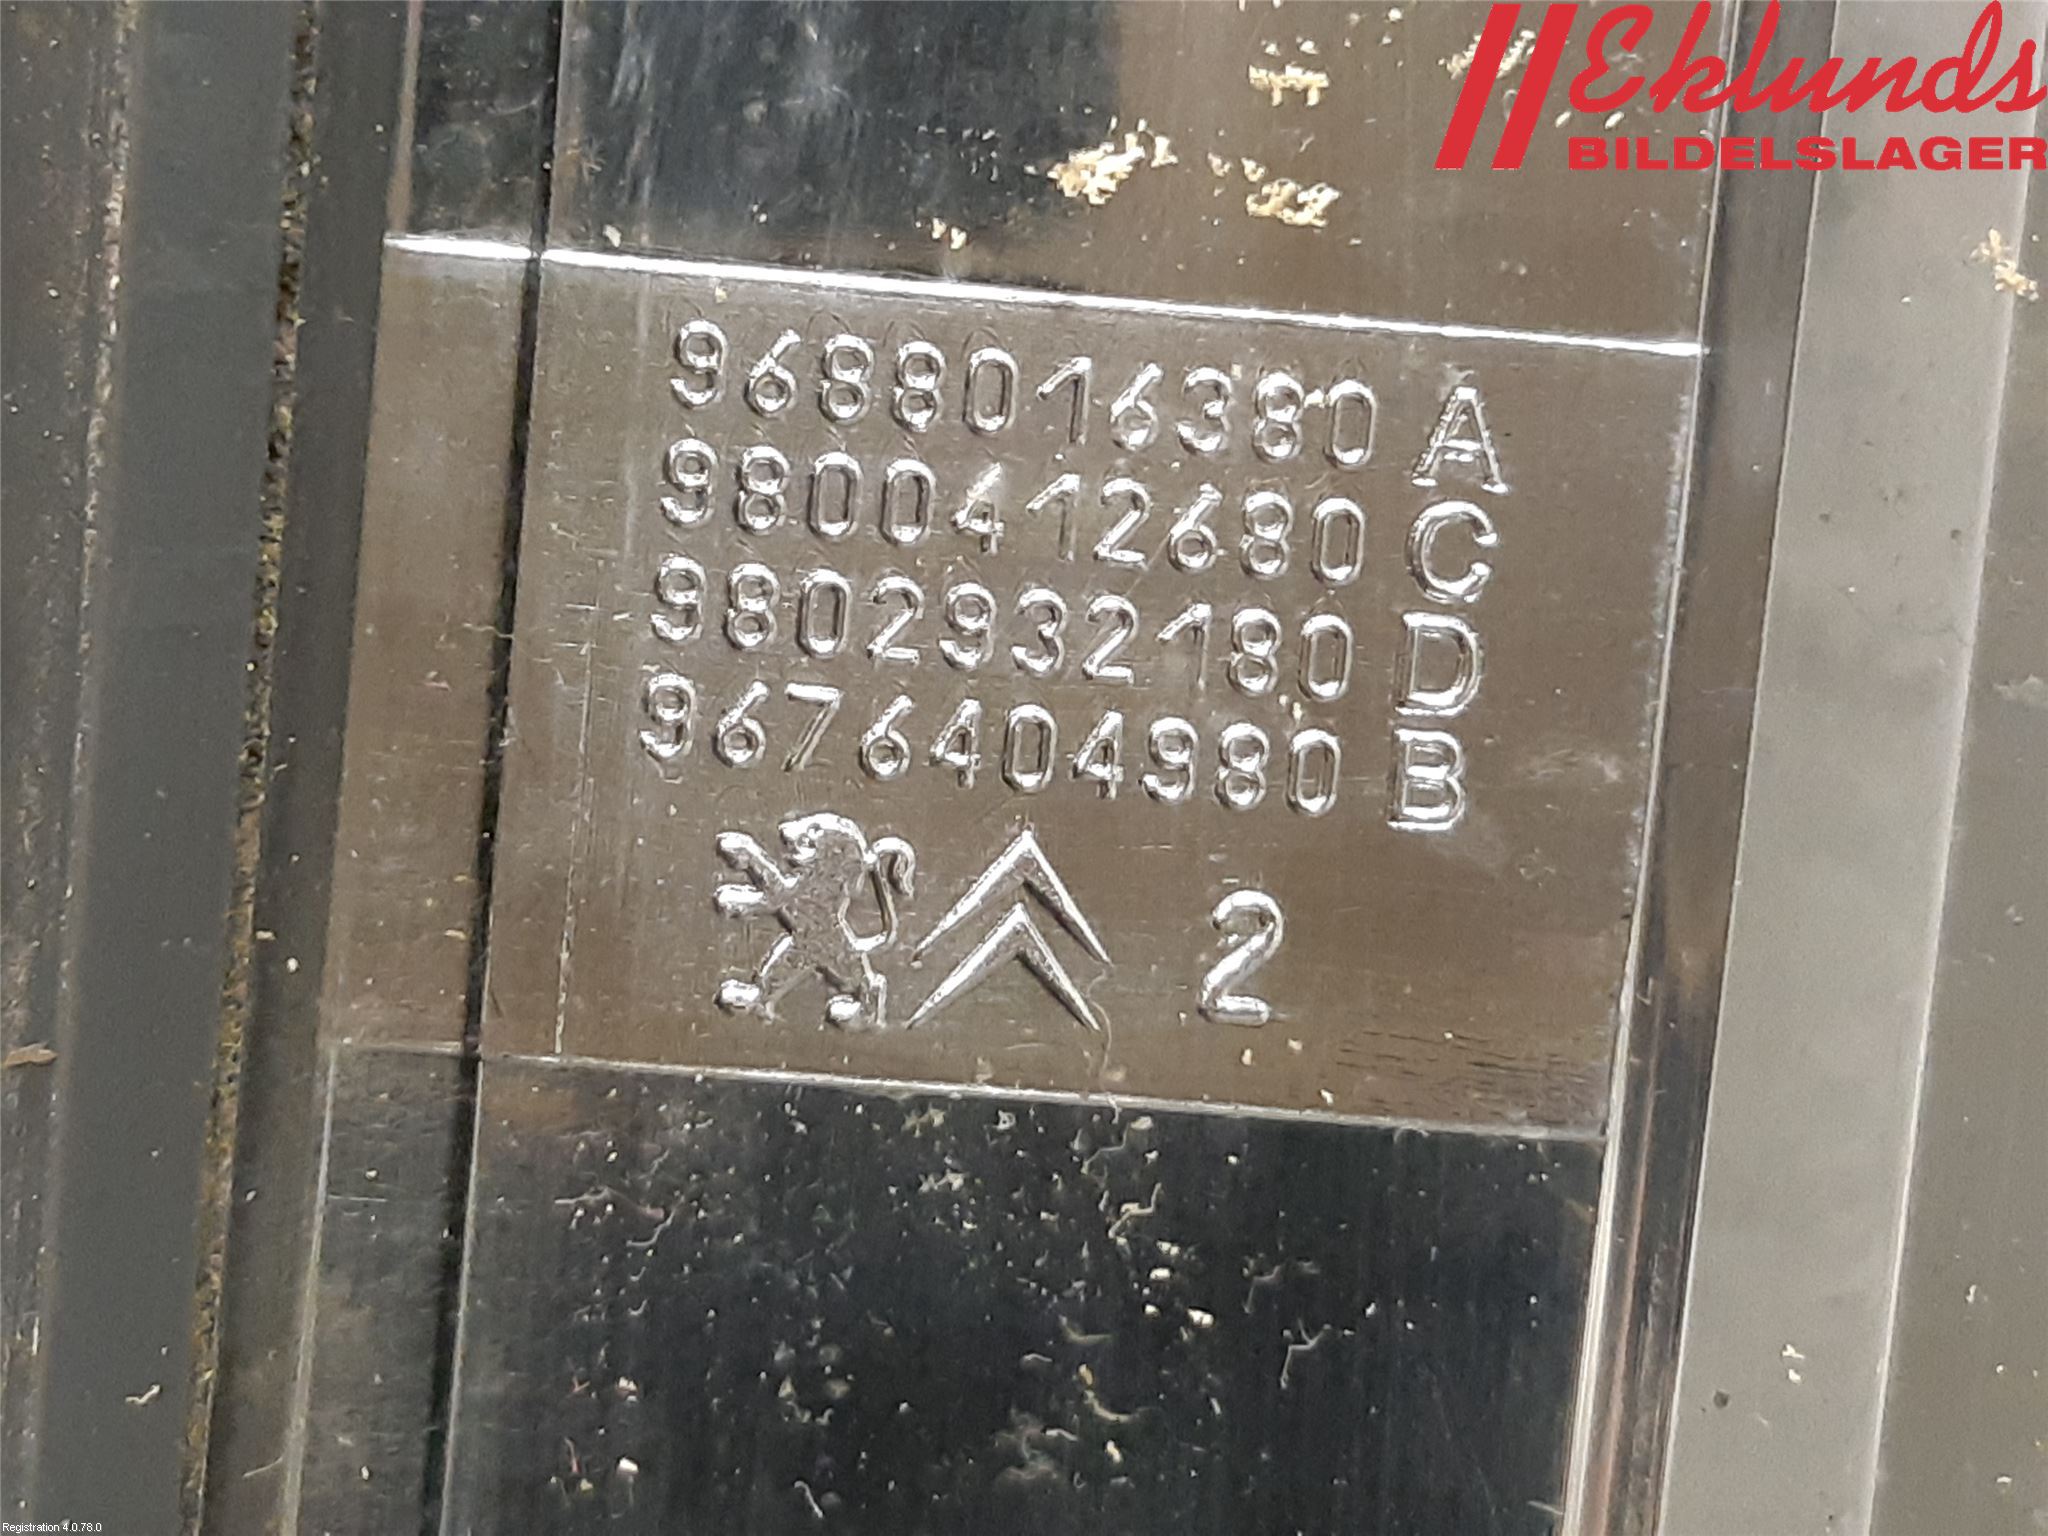 Eklunds
BILDELSLAGER
9688016380 A
9800412680 C
9802932180 D
9676404980 B
2
Registration 4.0.78.0